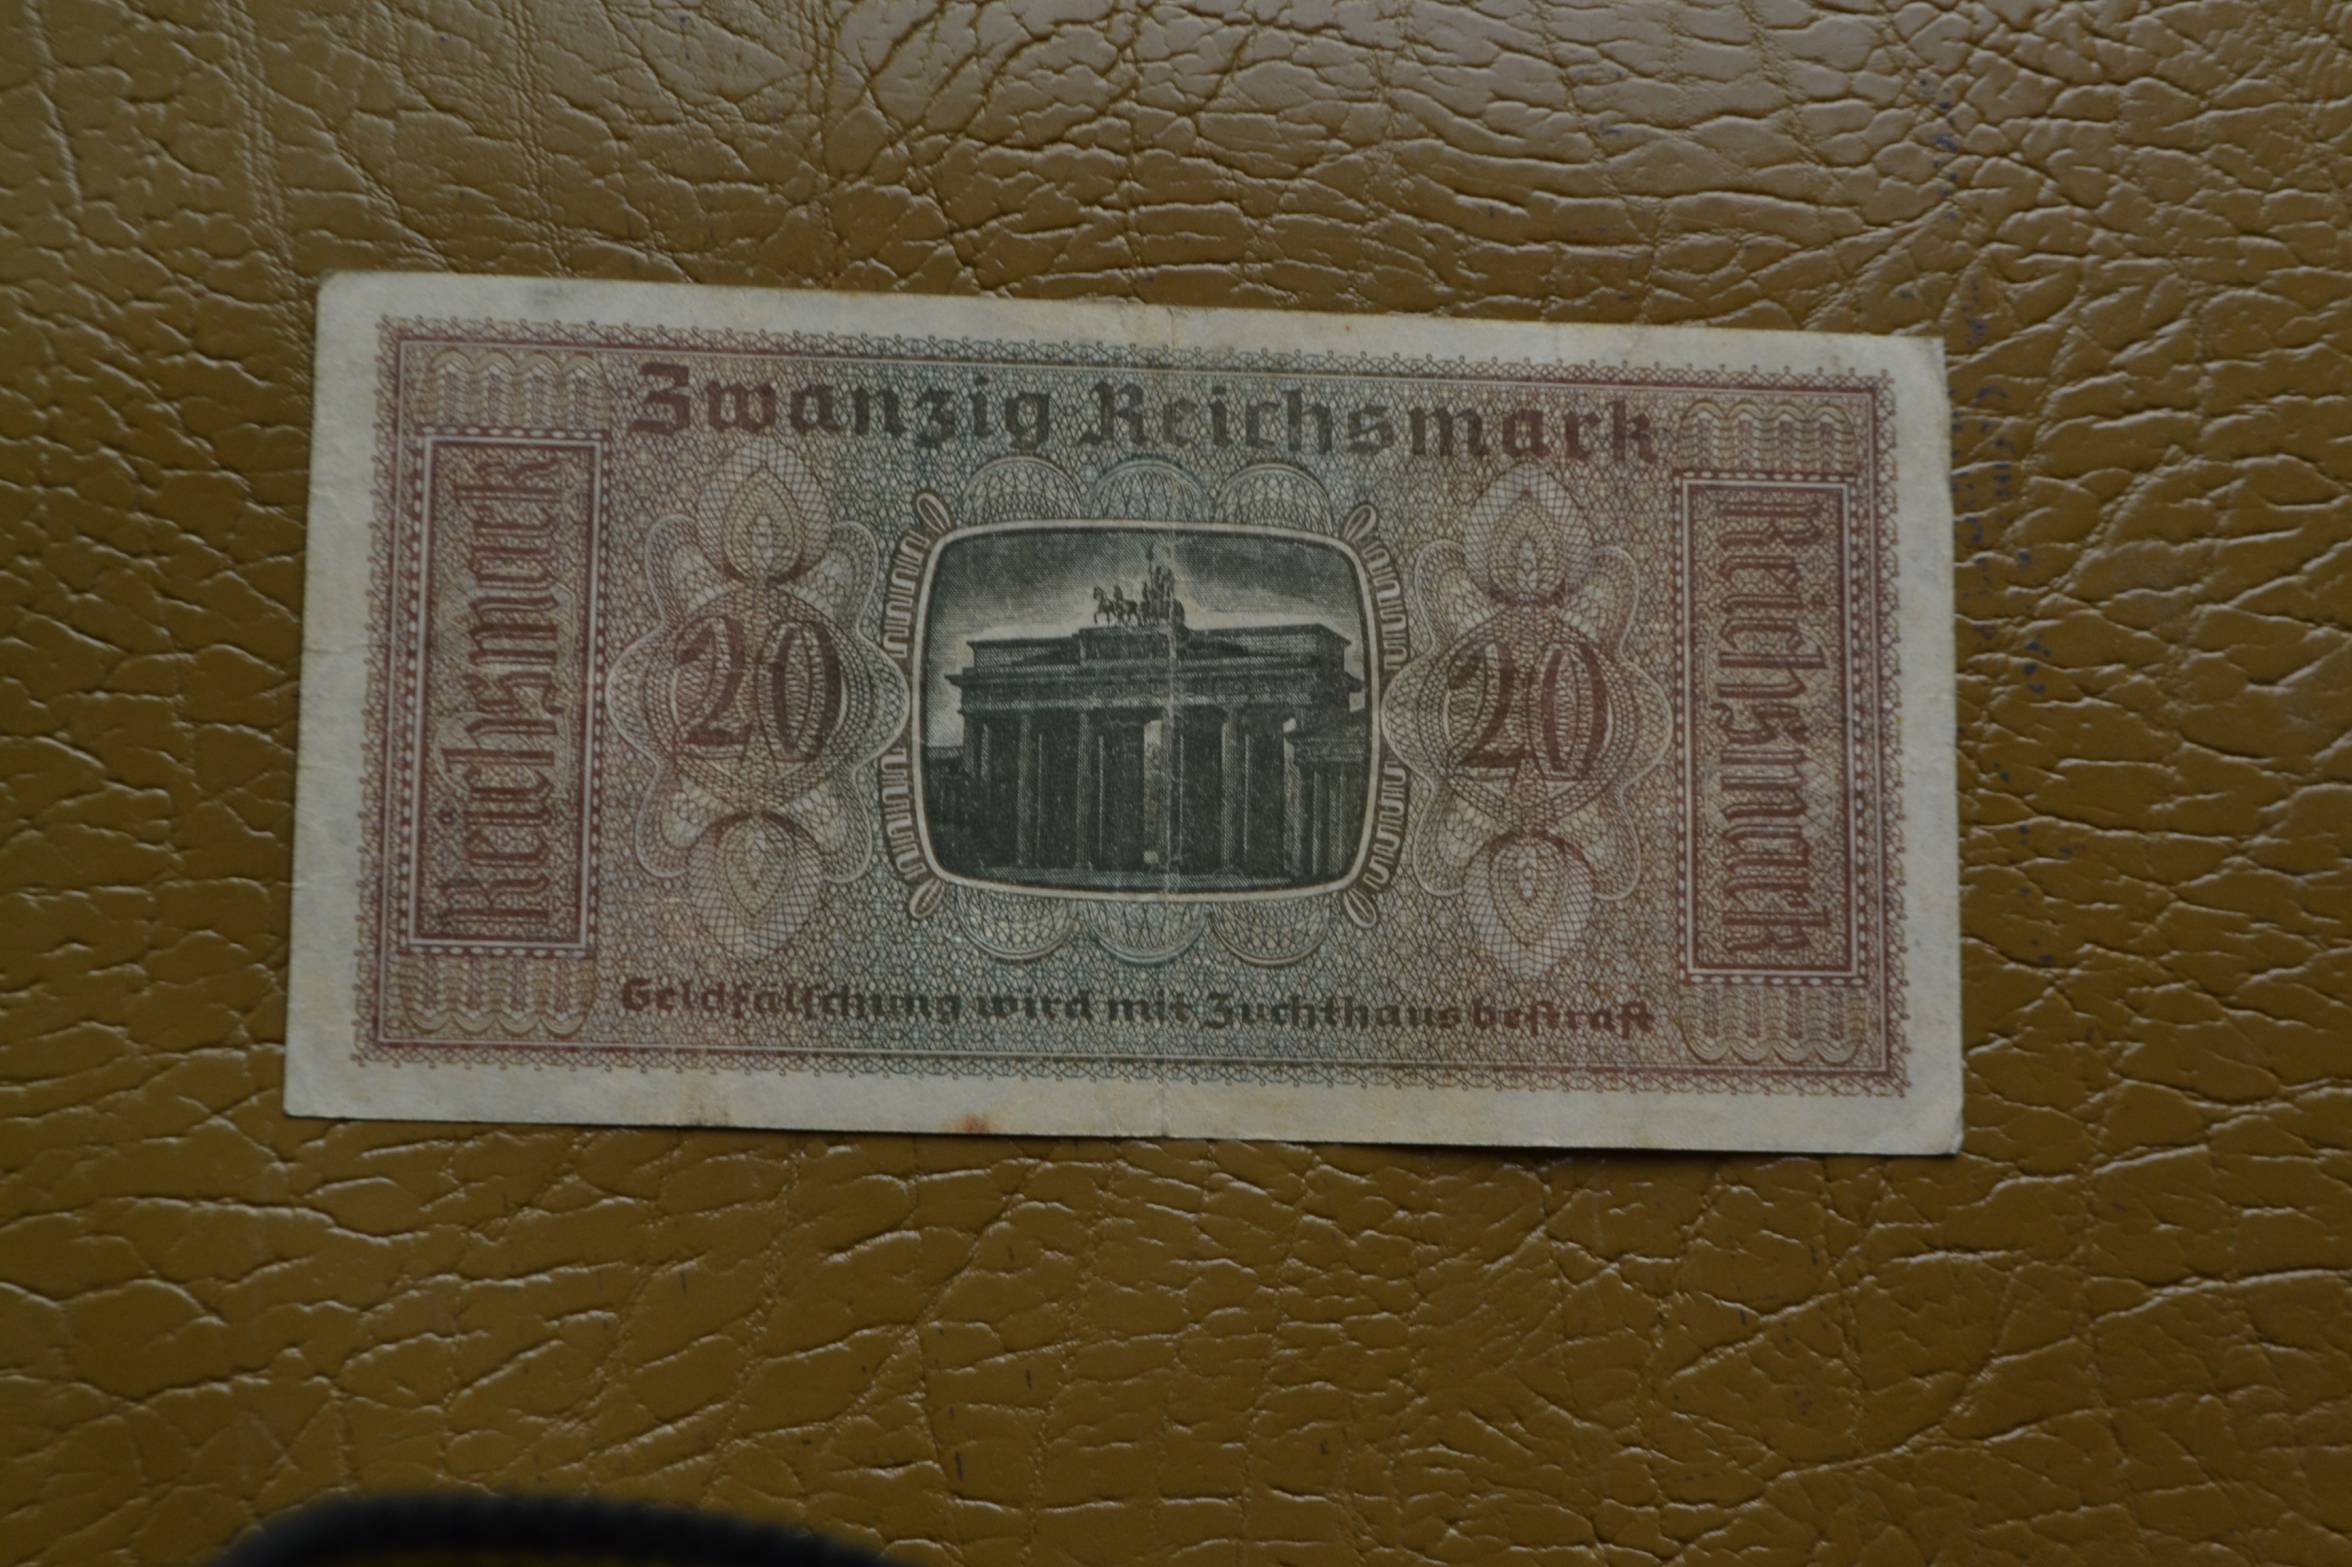 Zwanzig Reichsmark
Reichsmark
20
20
Reichsmark
Geldfälschung wird mit Zuchthaus bestraft